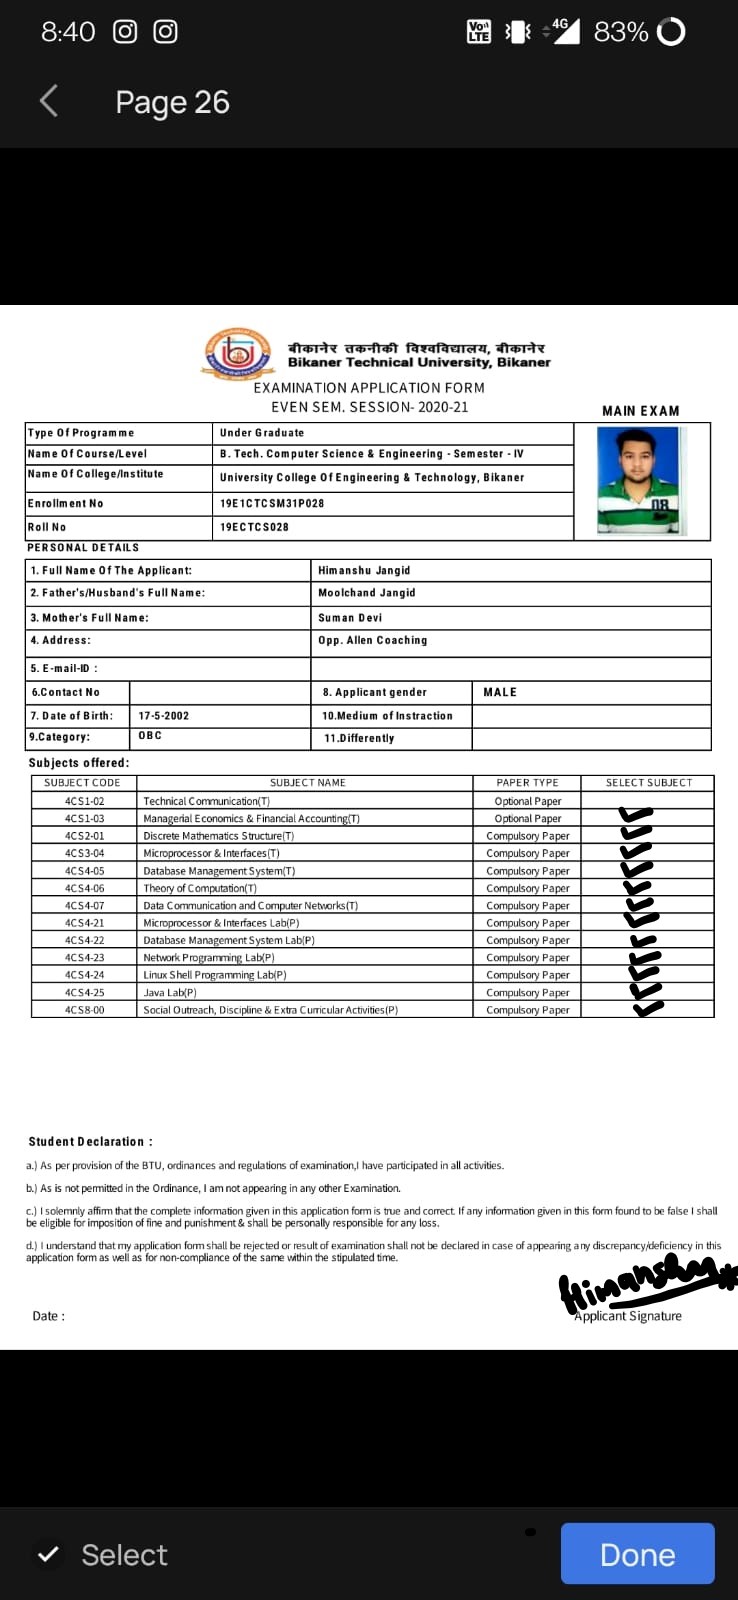 8:40 Vo)) LTE 4G 83%
Page 26
बीकानेर तकनीकी विश्वविद्यालय, बीकानेर
Bikaner Technical University, Bikaner
EXAMINATION APPLICATION FORM
EVEN SEM. SESSION- 2020-21
MAIN EXAM
Type Of Programme Under Graduate
Name Of Course/Level B. Tech. Computer Science & Engineering - Semester - IV
Name Of College/Institute University College Of Engineering & Technology, Bikaner
Enrollment No 19E1CTCSM31P028
Roll No 19ECTCS028
08
PERSONAL DETAILS
1. Full Name Of The Applicant: Himanshu Jangid
2. Father's/Husband's Full Name: Moolchand Jangid
3. Mother's Full Name: Suman Devi
4. Address: Opp. Allen Coaching
5. E-mail-ID :
6.Contact No 8. Applicant gender MALE
7. Date of Birth: 17-5-2002 10.Medium of Instraction
9.Category: OBC 11.Differently
Subjects offered:
SUBJECT CODE SUBJECT NAME PAPER TYPE SELECT SUBJECT
4CS1-02 Technical Communication(T) Optional Paper
4CS1-03 Managerial Economics & Financial Accounting(T) Optional Paper
4CS2-01 Discrete Mathematics Structure(T) Compulsory Paper
4CS3-04 Microprocessor & Interfaces(T) Compulsory Paper
4CS4-05 Database Management System(T) Compulsory Paper
4CS4-06 Theory of Computation(T) Compulsory Paper
4CS4-07 Data Communication and Computer Networks(T) Compulsory Paper
4CS4-21 Microprocessor & Interfaces Lab(P) Compulsory Paper
4CS4-22 Database Management System Lab(P) Compulsory Paper
4CS4-23 Network Programming Lab(P) Compulsory Paper
4CS4-24 Linux Shell Programming Lab(P) Compulsory Paper
4CS4-25 Java Lab(P) Compulsory Paper
4CS8-00 Social Outreach, Discipline & Extra Curricular Activities(P) Compulsory Paper
Student Declaration :
a.) As per provision of the BTU, ordinances and regulations of examination,I have participated in all activities.
b.) As is not permitted in the Ordinance, I am not appearing in any other Examination.
c.) I solemnly affirm that the complete information given in this application form is true and correct. If any information given in this form found to be false I shall
be eligible for imposition of fine and punishment & shall be personally responsible for any loss.
d.) I understand that my application form shall be rejected or result of examination shall not be declared in case of appearing any discrepancy/deficiency in this
application form as well as for non-compliance of the same within the stipulated time.
Himanshu
Date : Applicant Signature
Select Done